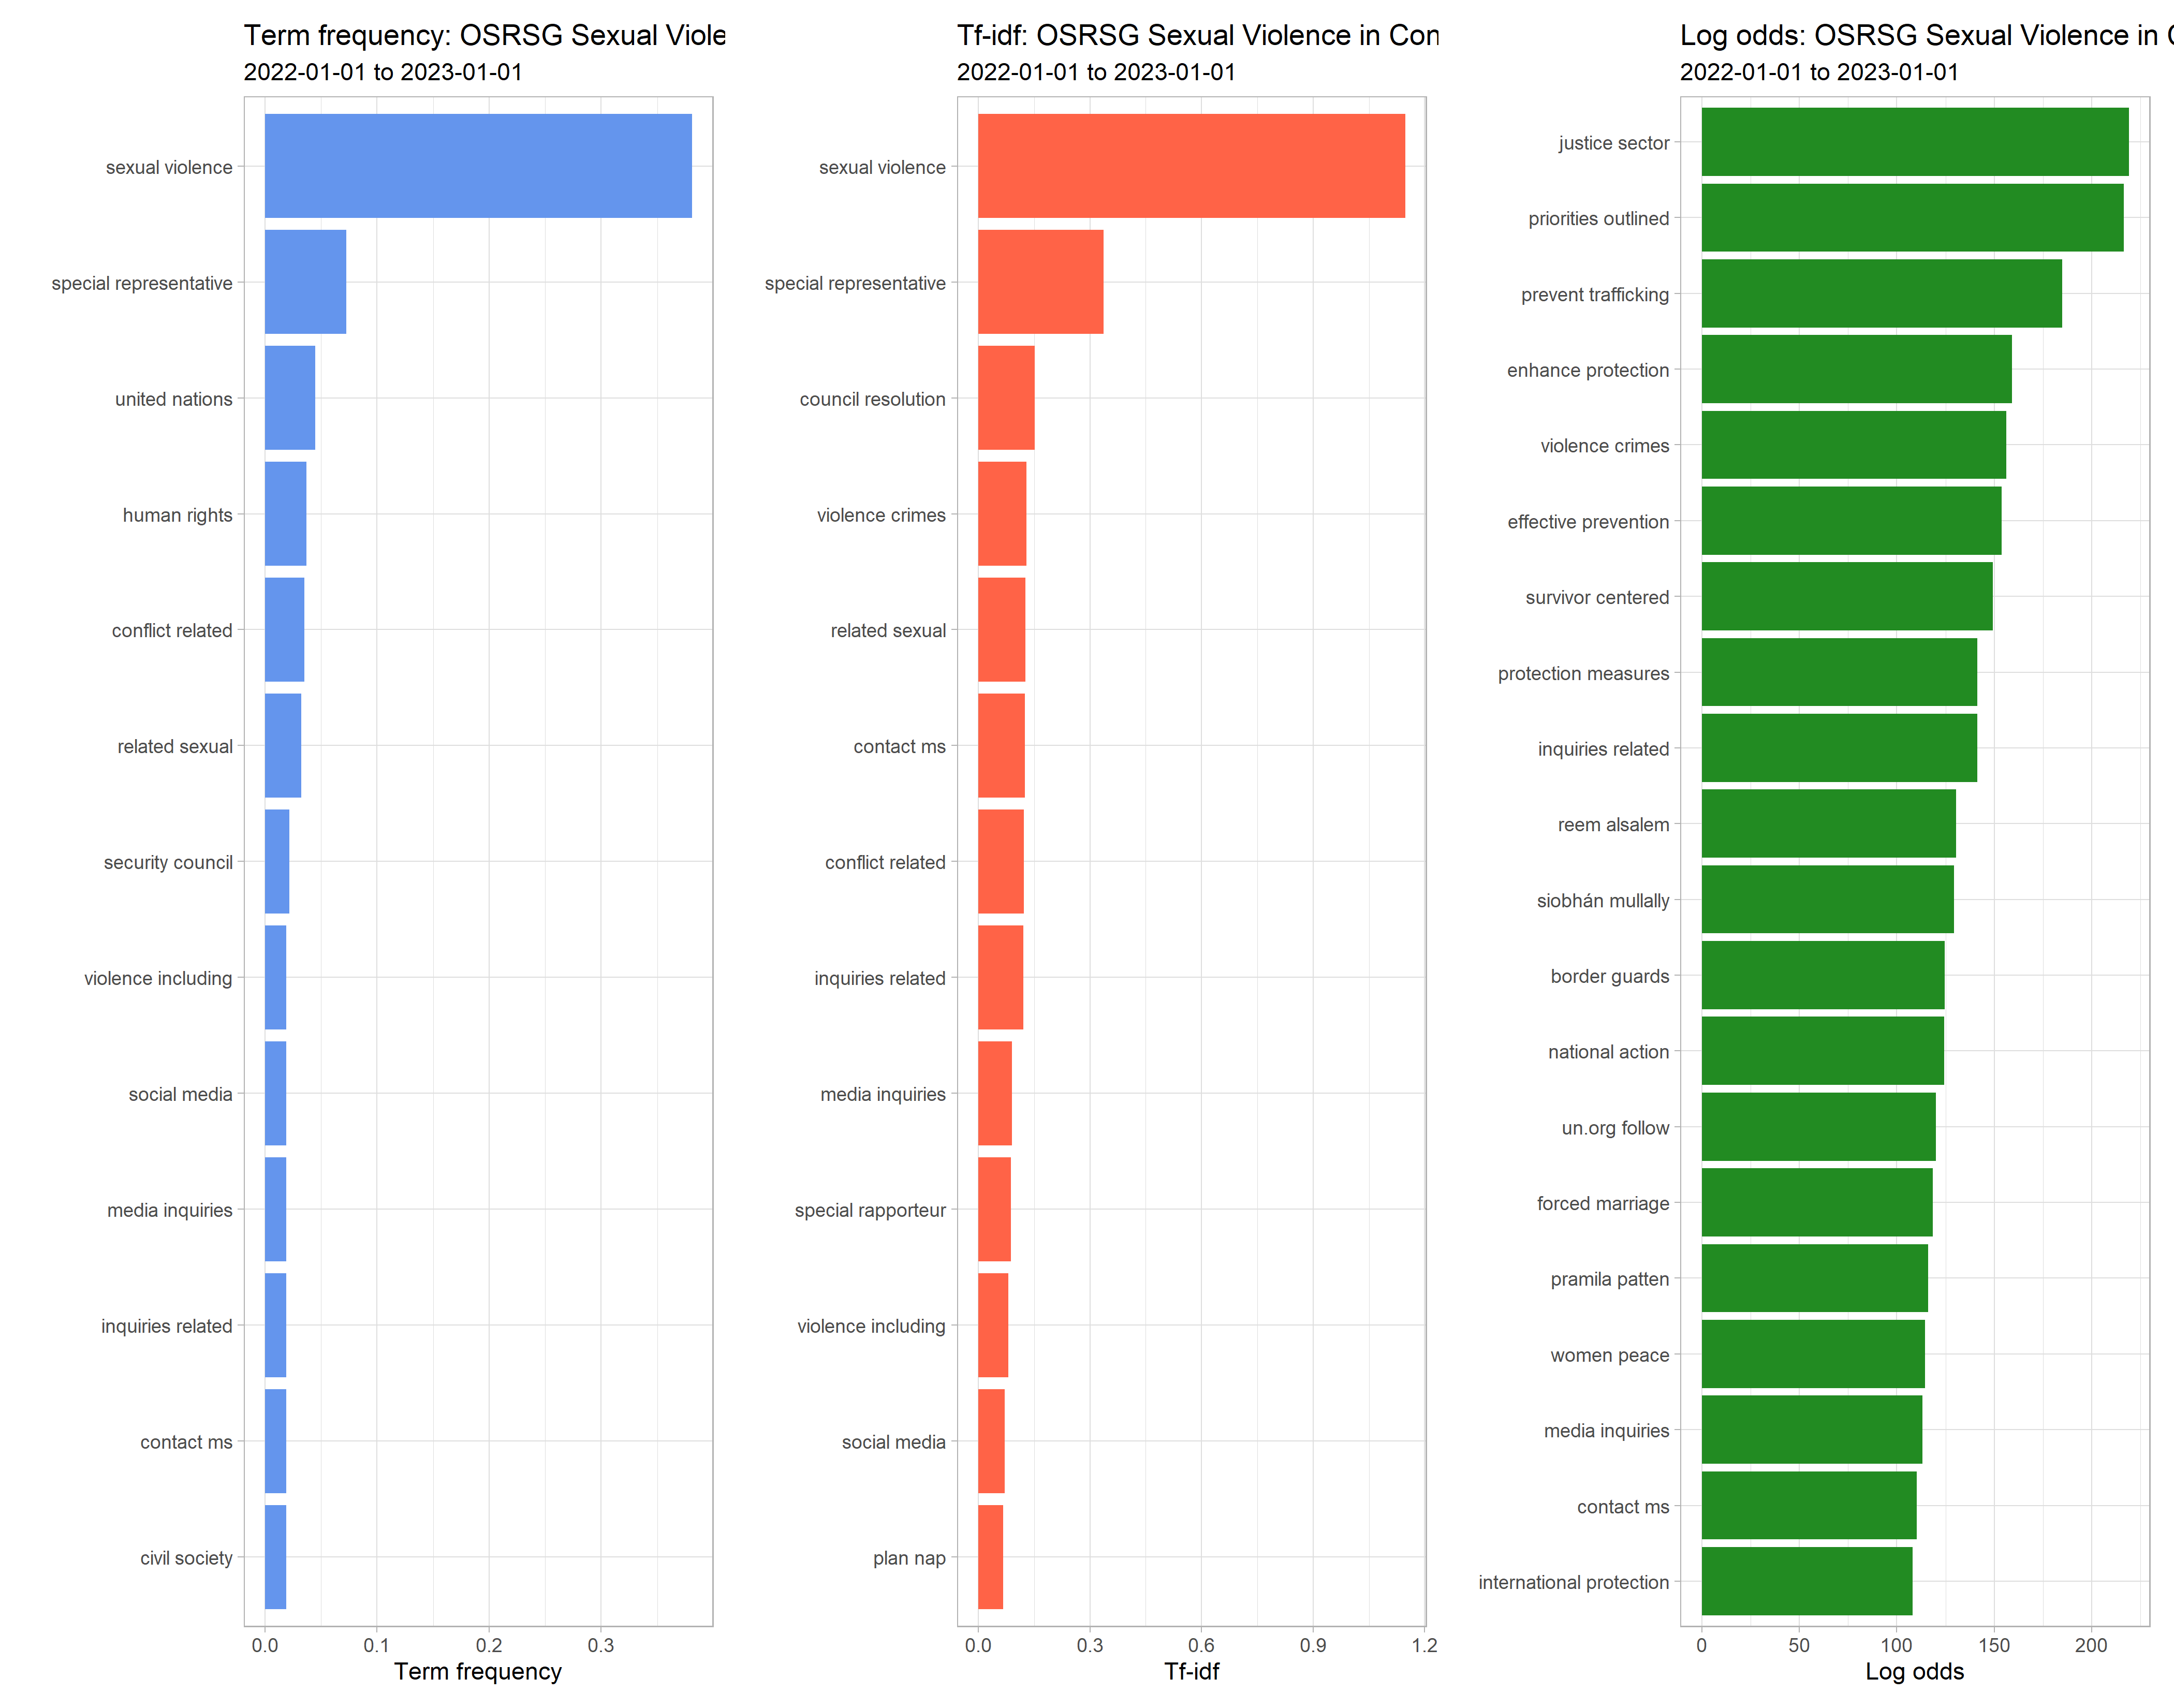 Term frequency: OSRSG Sexual Viole
2022-01-01 to 2023-01-01
sexual violence
special representative
united nations
human rights
conflict related
related sexual
security council
violence including
social media
media inquiries
inquiries related
contact ms
civil society
0.0 0.1 0.2 0.3
Term frequency
Tf-idf: OSRSG Sexual Violence in Con
2022-01-01 to 2023-01-01
sexual violence
special representative
council resolution
violence crimes
related sexual
contact ms
conflict related
inquiries related
media inquiries
special rapporteur
violence including
social media
plan nap
0.0 0.3 0.6 0.9 1.2
Tf-idf
Log odds: OSRSG Sexual Violence in C
2022-01-01 to 2023-01-01
justice sector
priorities outlined
prevent trafficking
enhance protection
violence crimes
effective prevention
survivor centered
protection measures
inquiries related
reem alsalem
siobhán mullally
border guards
national action
un.org follow
forced marriage
pramila patten
women peace
media inquiries
contact ms
international protection
0 50 100 150 200
Log odds